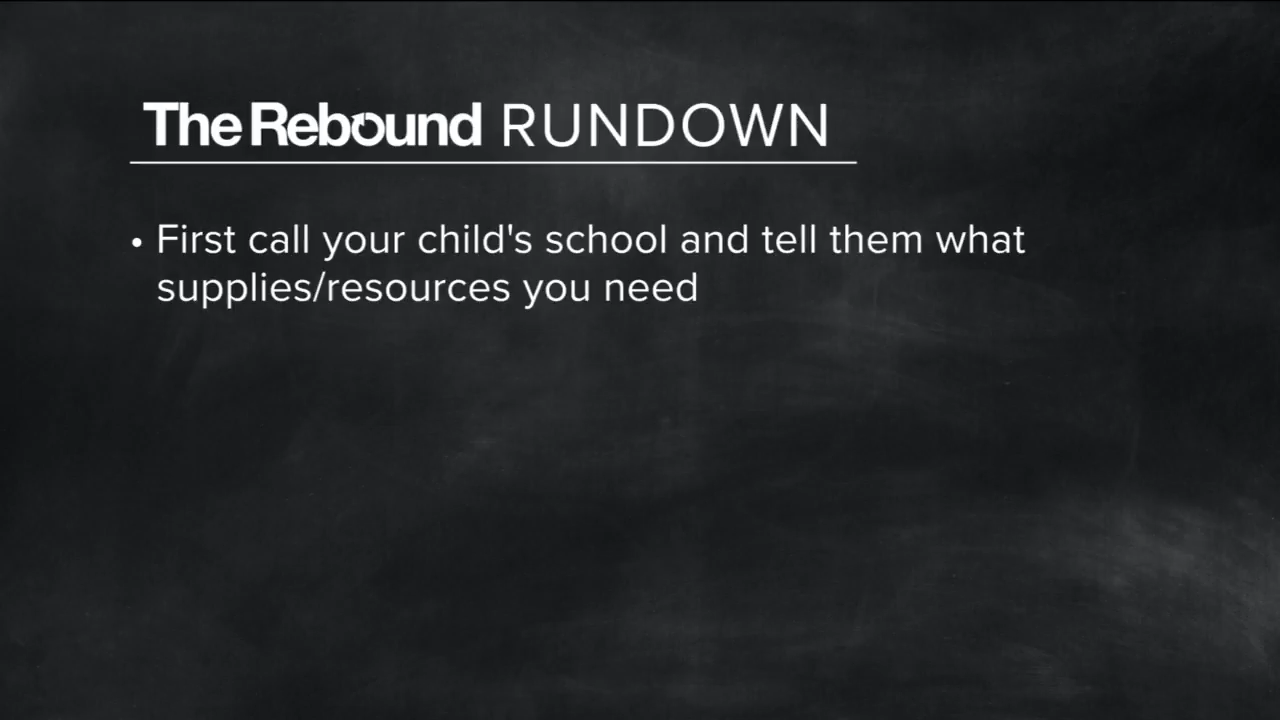 The Rebound RUNDOWN
• First call your child's school and tell them what
supplies/resources you need